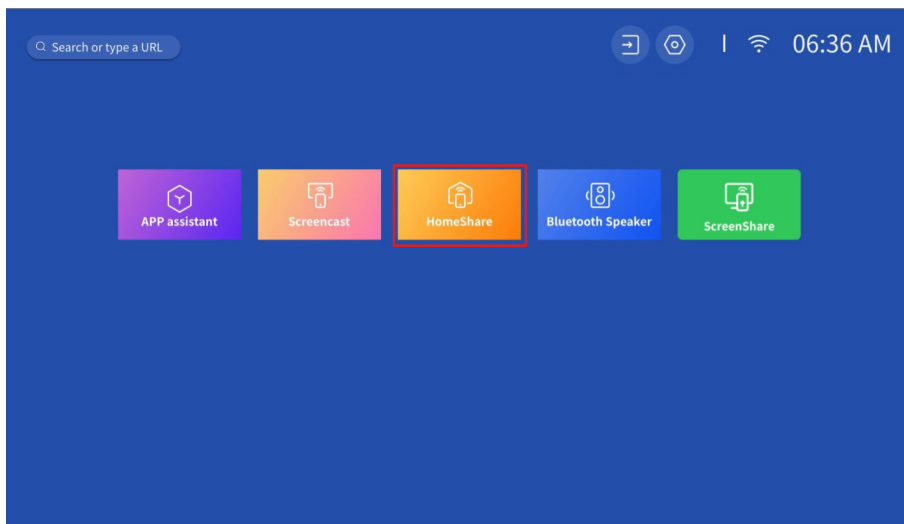 Search or type a URL
06:36 AM
APP assistant
Screencast
HomeShare
Bluetooth Speaker
ScreenShare